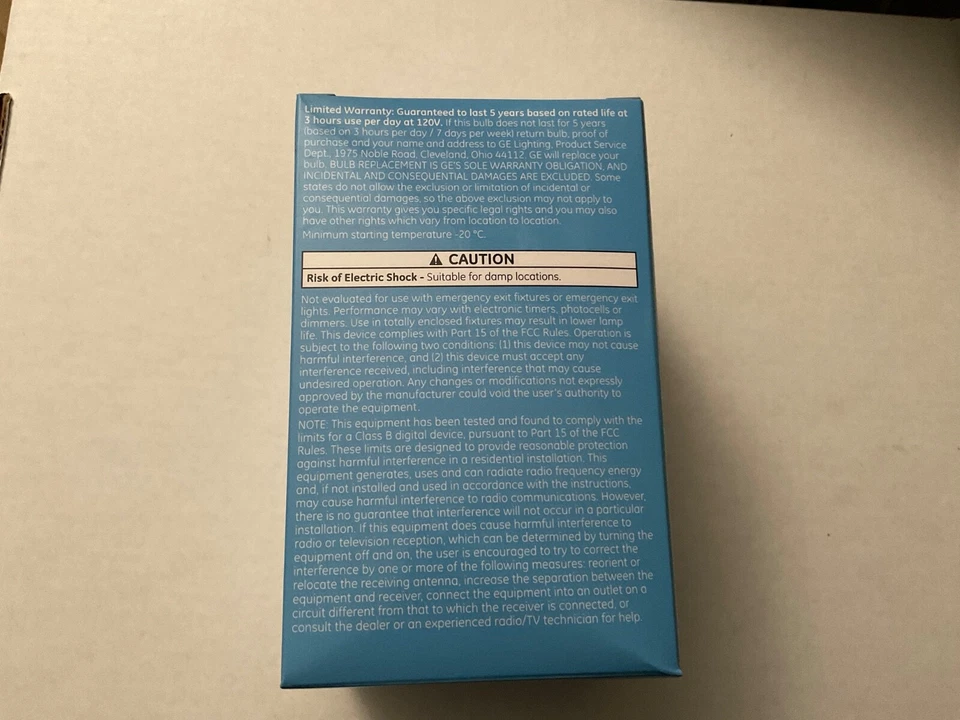 Limited Warranty: Guaranteed to last 5 years based on rated life at
3 hours use per day at 120V. If this bulb does not last for 5 years
(based on 3 hours per day / 7 days per week) return bulb, proof of
purchase and your name and address to GE Lighting, Product Service
Dept., 1975 Noble Road, Cleveland, Ohio 44112. GE will replace your
bulb. BULB REPLACEMENT IS GE'S SOLE WARRANTY OBLIGATION, AND
INCIDENTAL AND CONSEQUENTIAL DAMAGES ARE EXCLUDED. Some
states do not allow the exclusion or limitation of incidental or
consequential damages, so the above exclusion may not apply to
you. This warranty gives you specific legal rights and you may also
have other rights which vary from location to location.
Minimum starting temperature -20 °C.
CAUTION
Risk of Electric Shock - Suitable for damp locations.
Not evaluated for use with emergency exit fixtures or emergency exit
lights. Performance may vary with electronic timers, photocells or
dimmers. Use in totally enclosed fixtures may result in lower lamp
life. This device complies with Part 15 of the FCC Rules. Operation is
subject to the following two conditions: (1) this device may not cause
harmful interference, and (2) this device must accept any
interference received, including interference that may cause
undesired operation. Any changes or modifications not expressly
approved by the manufacturer could void the user's authority to
operate the equipment.
NOTE: This equipment has been tested and found to comply with the
limits for a Class B digital device, pursuant to Part 15 of the FCC
Rules. These limits are designed to provide reasonable protection
against harmful interference in a residential installation. This
equipment generates, uses and can radiate radio frequency energy
and, if not installed and used in accordance with the instructions,
may cause harmful interference to radio communications. However,
there is no guarantee that interference will not occur in a particular
installation. If this equipment does cause harmful interference to
radio or television reception, which can be determined by turning the
equipment off and on, the user is encouraged to try to correct the
interference by one or more of the following measures: reorient or
relocate the receiving antenna, increase the separation between the
equipment and receiver, connect the equipment into an outlet on a
circuit different from that to which the receiver is connected, or
consult the dealer or an experienced radio/TV technician for help.